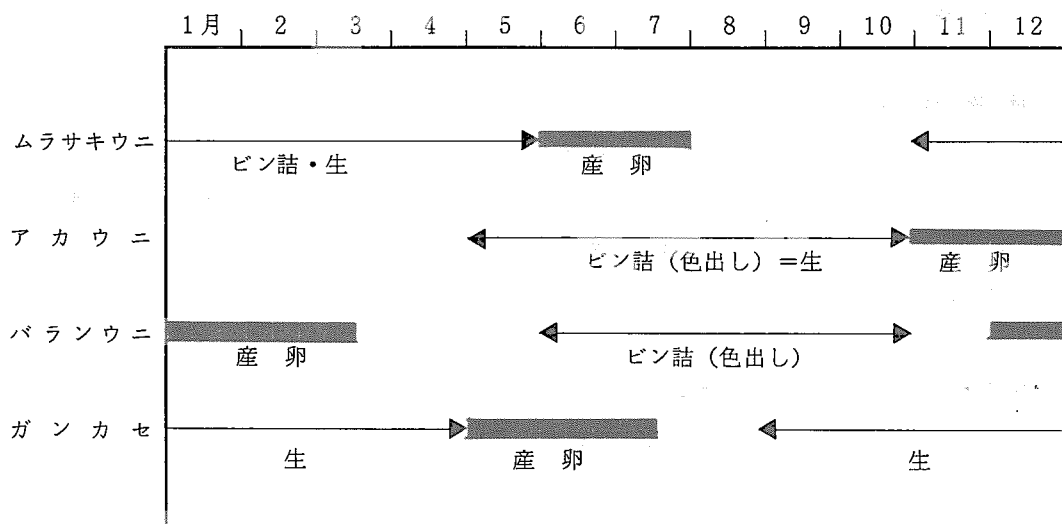 1月 2 3 4 5 6 7 8 9 10 11 12
ムラサキウニ
ビン詰・生
産 卵
アカウニ
ビン詰(色出し)=生
産 卵
バランウニ
産 卵
ビン詰(色出し)
ガンカセ
生
産 卵
生